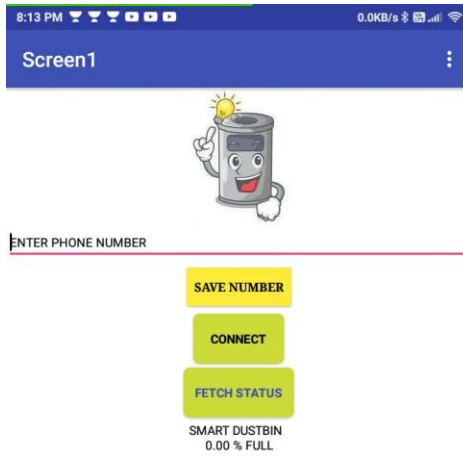 8:13 PM 0.0KB/s
Screen1
ENTER PHONE NUMBER
SAVE NUMBER
CONNECT
FETCH STATUS
SMART DUSTBIN
0.00 % FULL